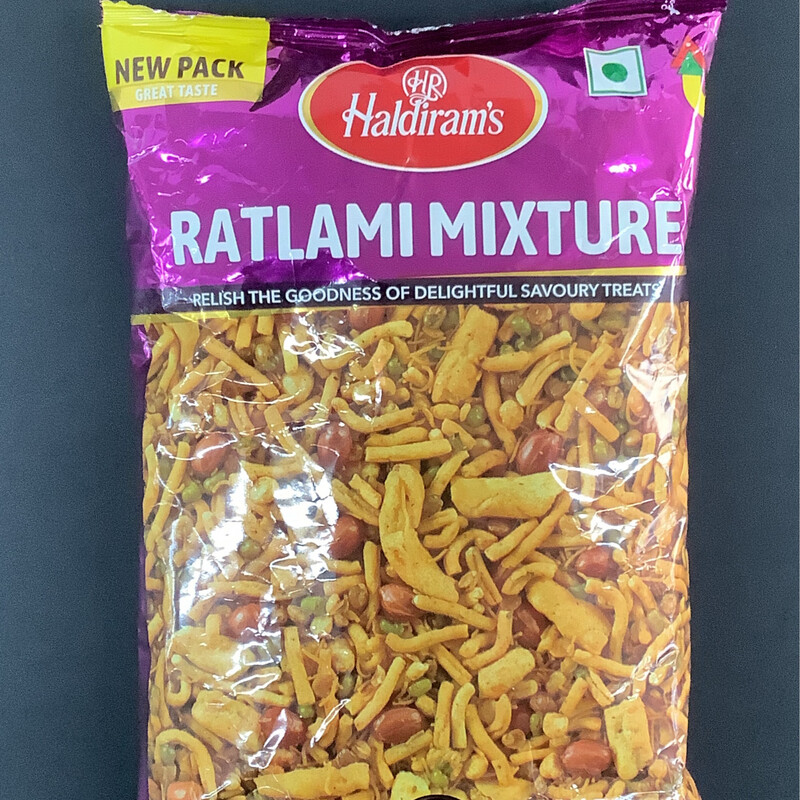 NEW PACK
GREAT TASTE
HR
Haldiram's
RATLAMI MIXTURE
RELISH THE GOODNESS OF DELIGHTFUL SAVOURY TREATS